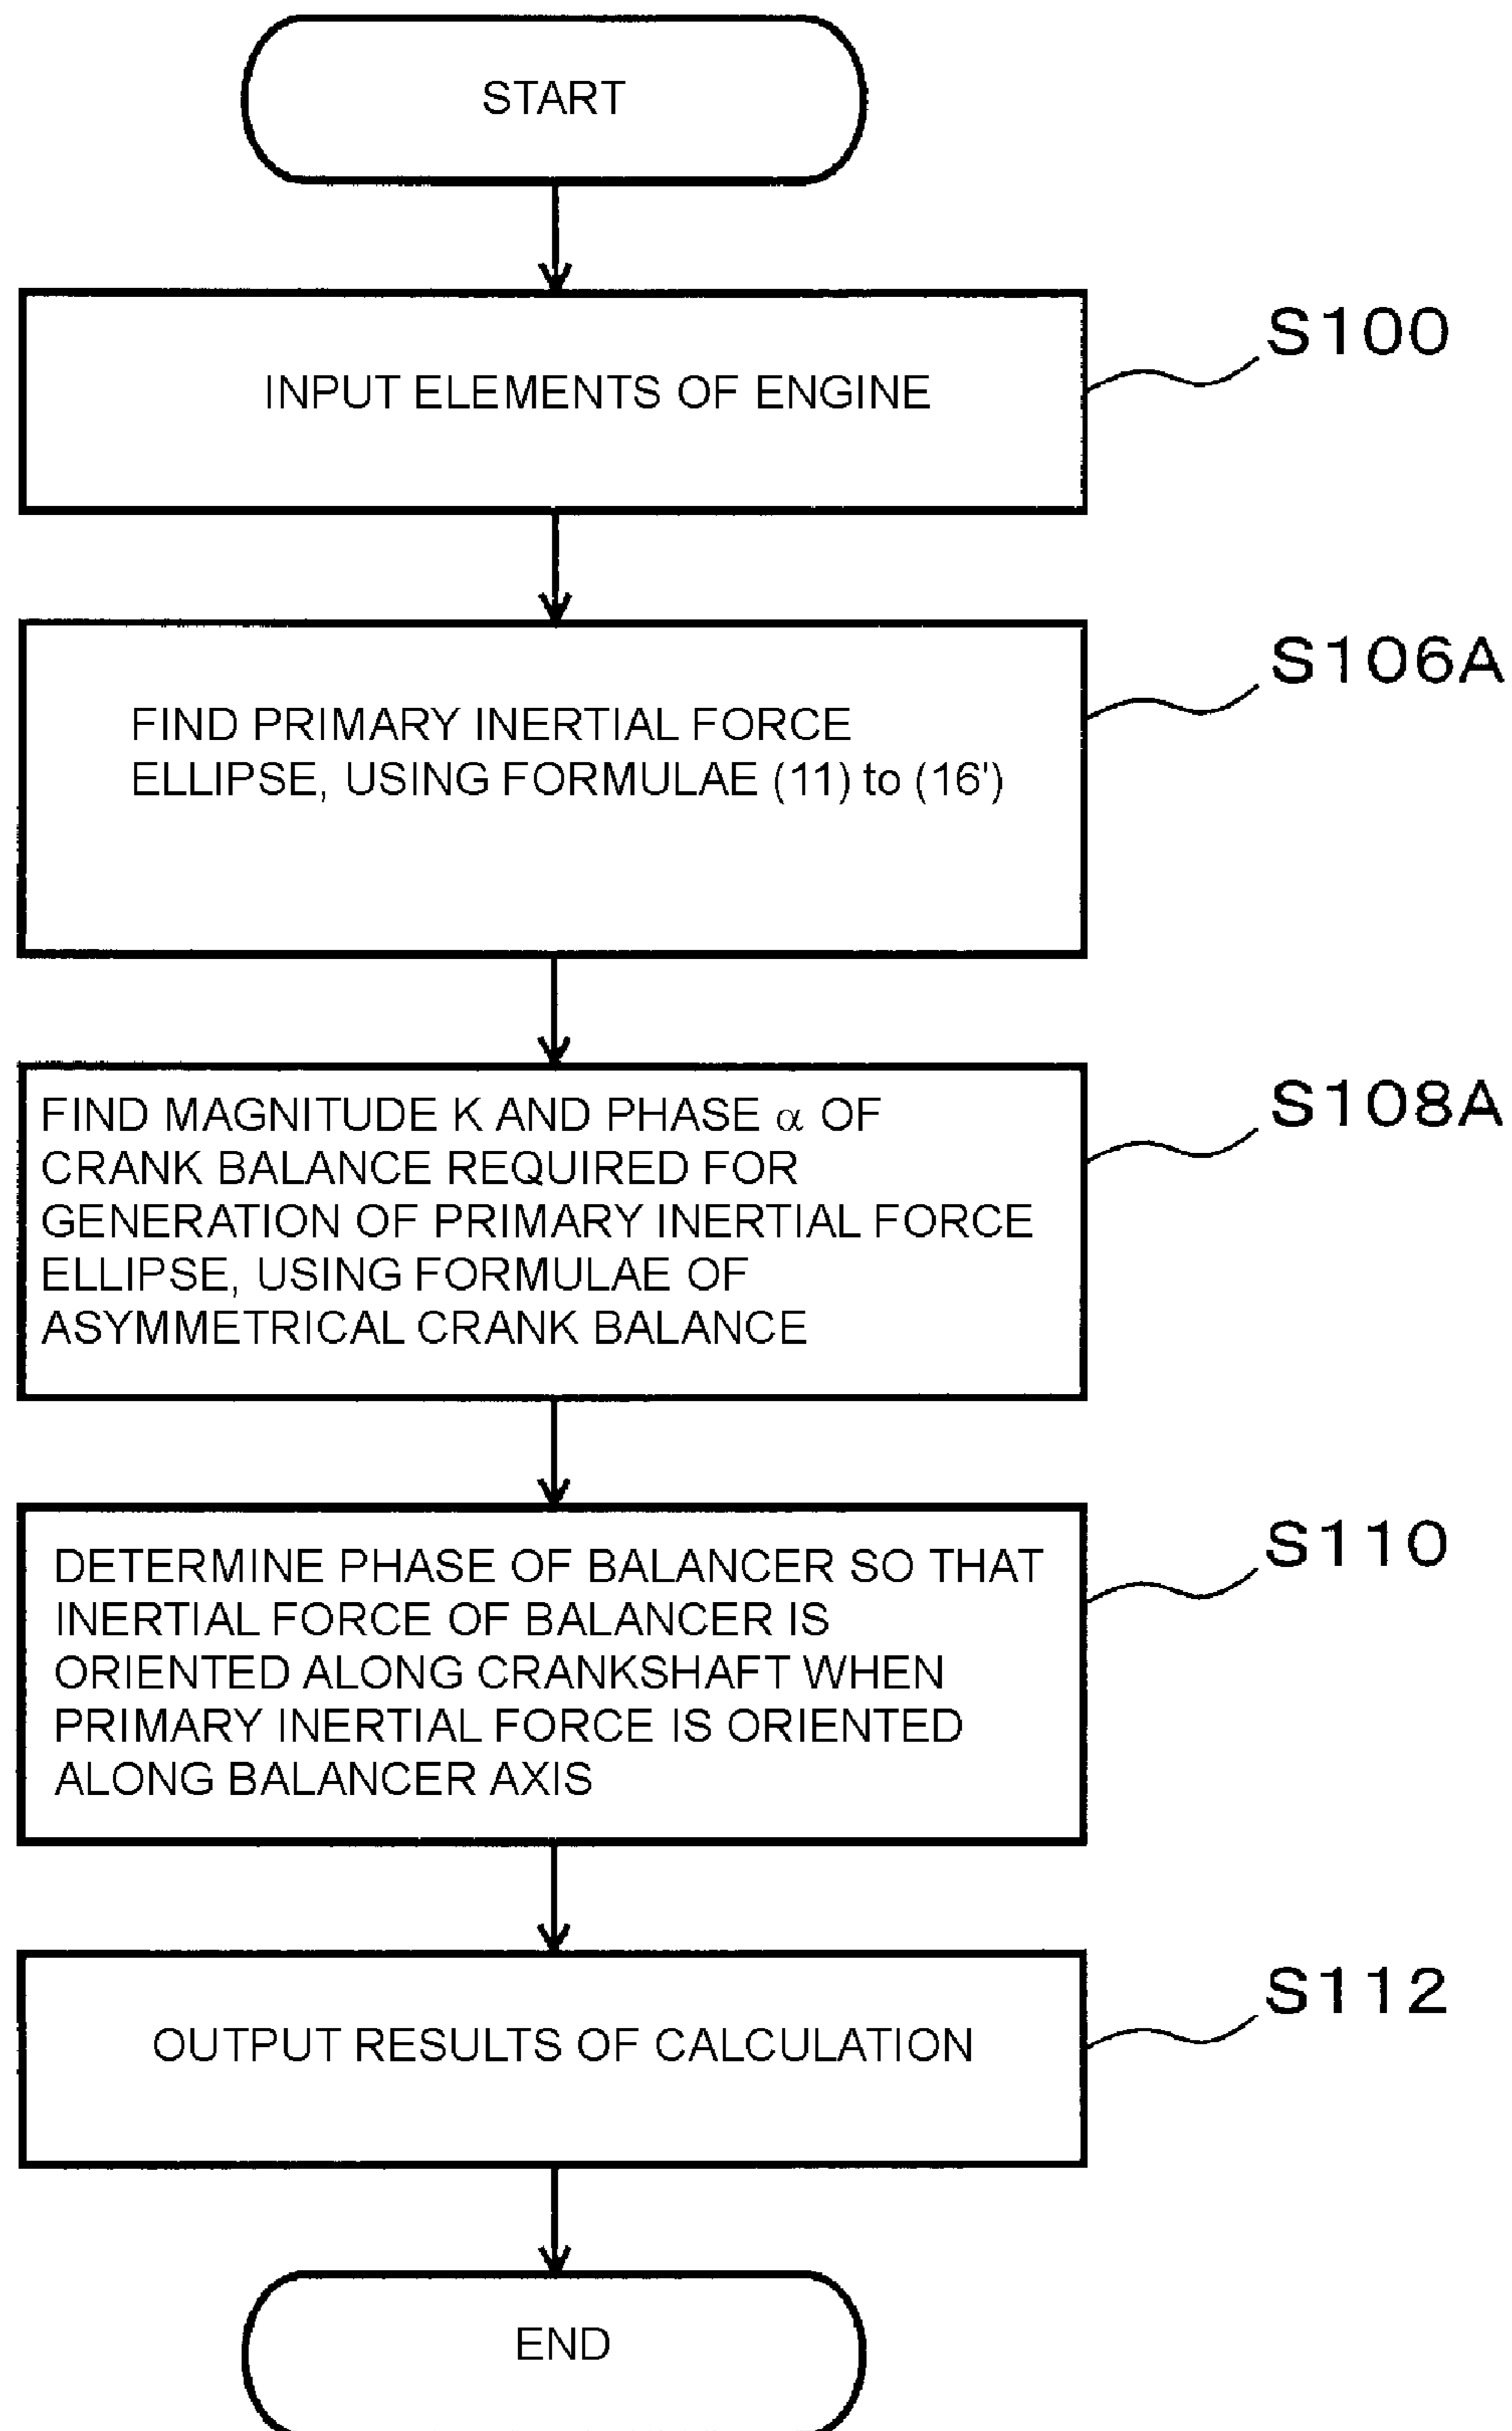 START
INPUT ELEMENTS OF ENGINE
S100
FIND PRIMARY INERTIAL FORCE
ELLIPSE, USING FORMULAE (11) to (16')
S106A
FIND MAGNITUDE K AND PHASE α OF
CRANK BALANCE REQUIRED FOR
GENERATION OF PRIMARY INERTIAL FORCE
ELLIPSE, USING FORMULAE OF
ASYMMETRICAL CRANK BALANCE
S108A
DETERMINE PHASE OF BALANCER SO THAT
INERTIAL FORCE OF BALANCER IS
ORIENTED ALONG CRANKSHAFT WHEN
PRIMARY INERTIAL FORCE IS ORIENTED
ALONG BALANCER AXIS
S110
OUTPUT RESULTS OF CALCULATION
S112
END